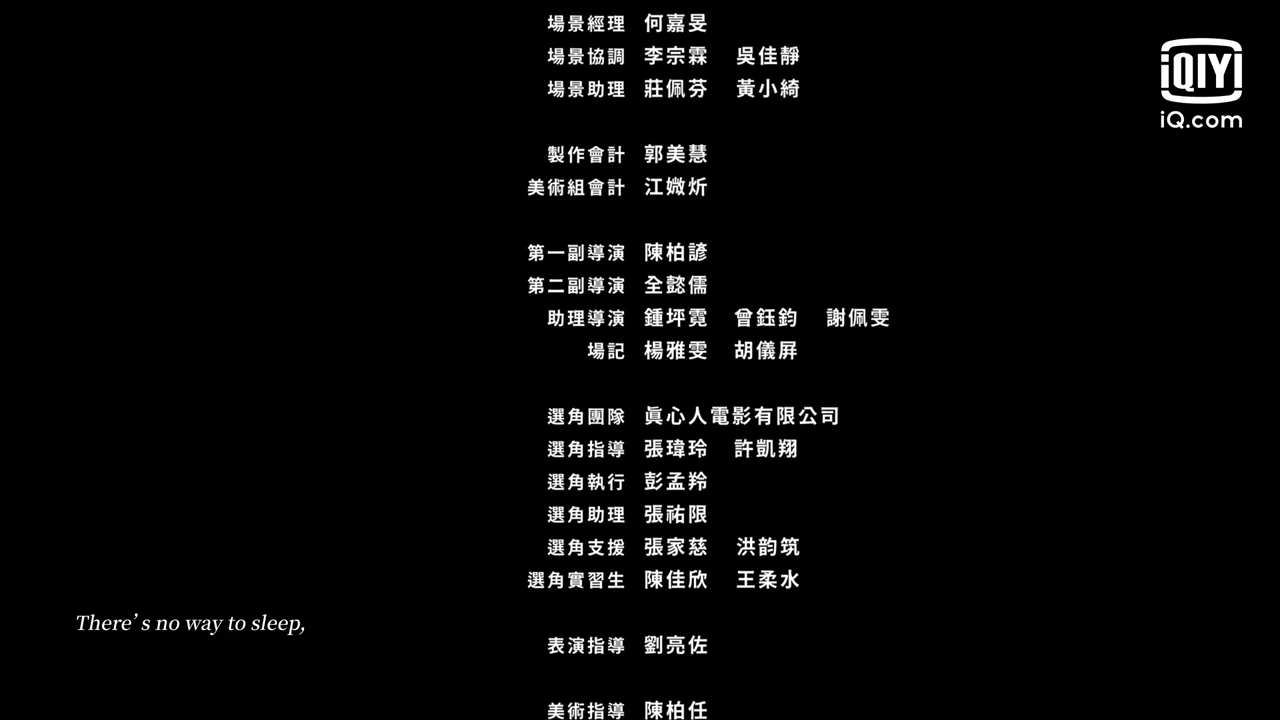 場景經理 何嘉旻
場景協調 李宗霖 吳佳靜
場景助理 莊佩芬 黃小綺
製作會計 郭美慧
美術組會計 江媺炘
第一副導演 陳柏諺
第二副導演 全懿儒
助理導演 鍾坪霓 曾鈺鈞 謝佩雯
場記 楊雅雯 胡儀屏
選角團隊 眞心人電影有限公司
選角指導 張瑋玲 許凱翔
選角執行 彭孟羚
選角助理 張祐限
選角支援 張家慈 洪韵筑
選角實習生 陳佳欣 王柔水
表演指導 劉亮佐
美術指導 陳柏任
There's no way to sleep,
iQIYI
iQ.com